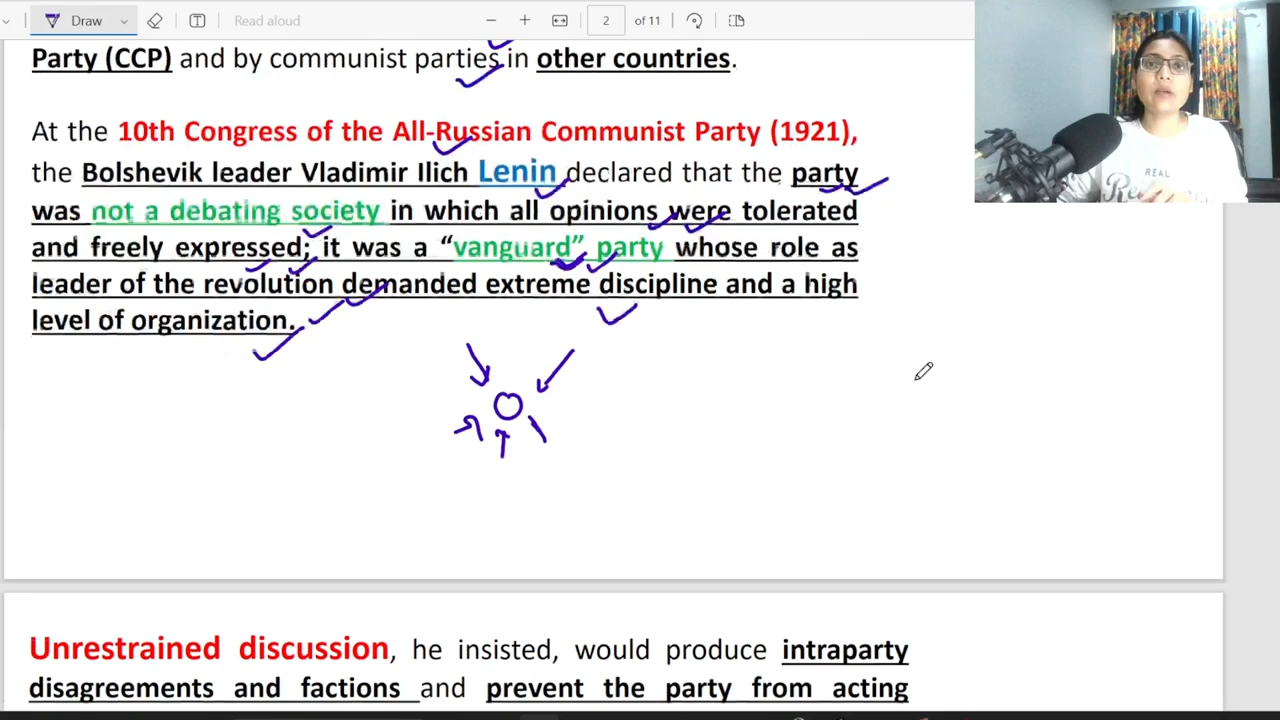 Draw
Read aloud
2
of 11
Party (CCP) and by communist parties in other countries.
At the 10th Congress of the All-Russian Communist Party (1921),
the Bolshevik leader Vladimir Ilich Lenin declared that the party
was not a debating society in which all opinions were tolerated
and freely expressed; it was a “vanguard” party whose role as
leader of the revolution demanded extreme discipline and a high
level of organization.
Unrestrained discussion, he insisted, would produce intraparty
disagreements and factions and prevent the party from acting
REAL